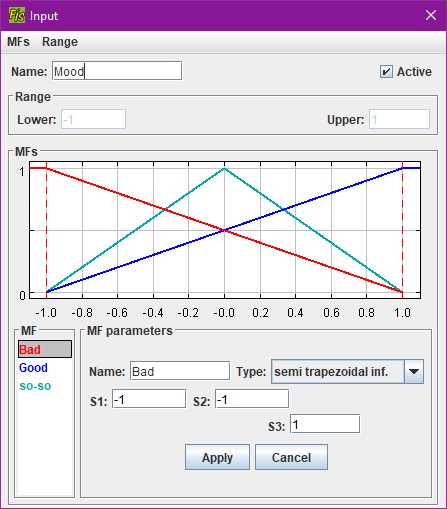 Fis Input
MFs Range
Name: Mood Active
Range
Lower: -1 Upper: 1
MFs
1
0
-1.0 -0.8 -0.6 -0.4 -0.2 -0.0 0.2 0.4 0.6 0.8 1.0
MF
Bad
Good
so-so
MF parameters
Name: Bad Type: semi trapezoidal inf.
S1: -1 S2: -1
S3: 1
Apply Cancel